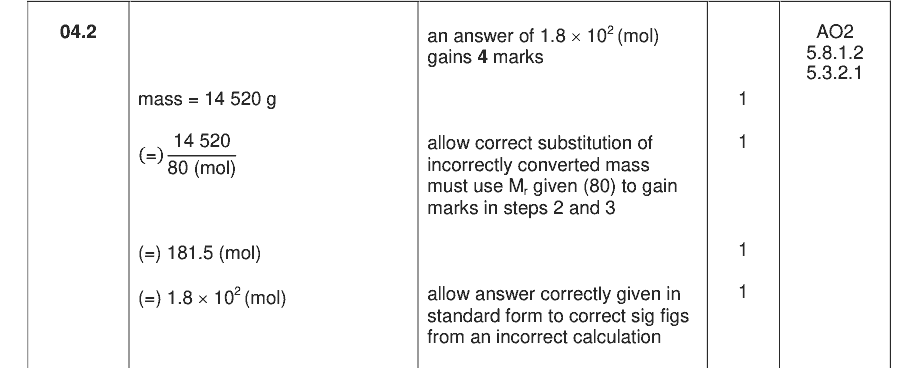 04.2
an answer of 1.8 × 10² (mol)
gains 4 marks
AO2
5.8.1.2
5.3.2.1
mass = 14 520 g
1
(=) 14 520
80 (mol)
allow correct substitution of
incorrectly converted mass
must use Mᵣ given (80) to gain
marks in steps 2 and 3
1
(=) 181.5 (mol)
1
(=) 1.8 × 10² (mol)
allow answer correctly given in
standard form to correct sig figs
from an incorrect calculation
1